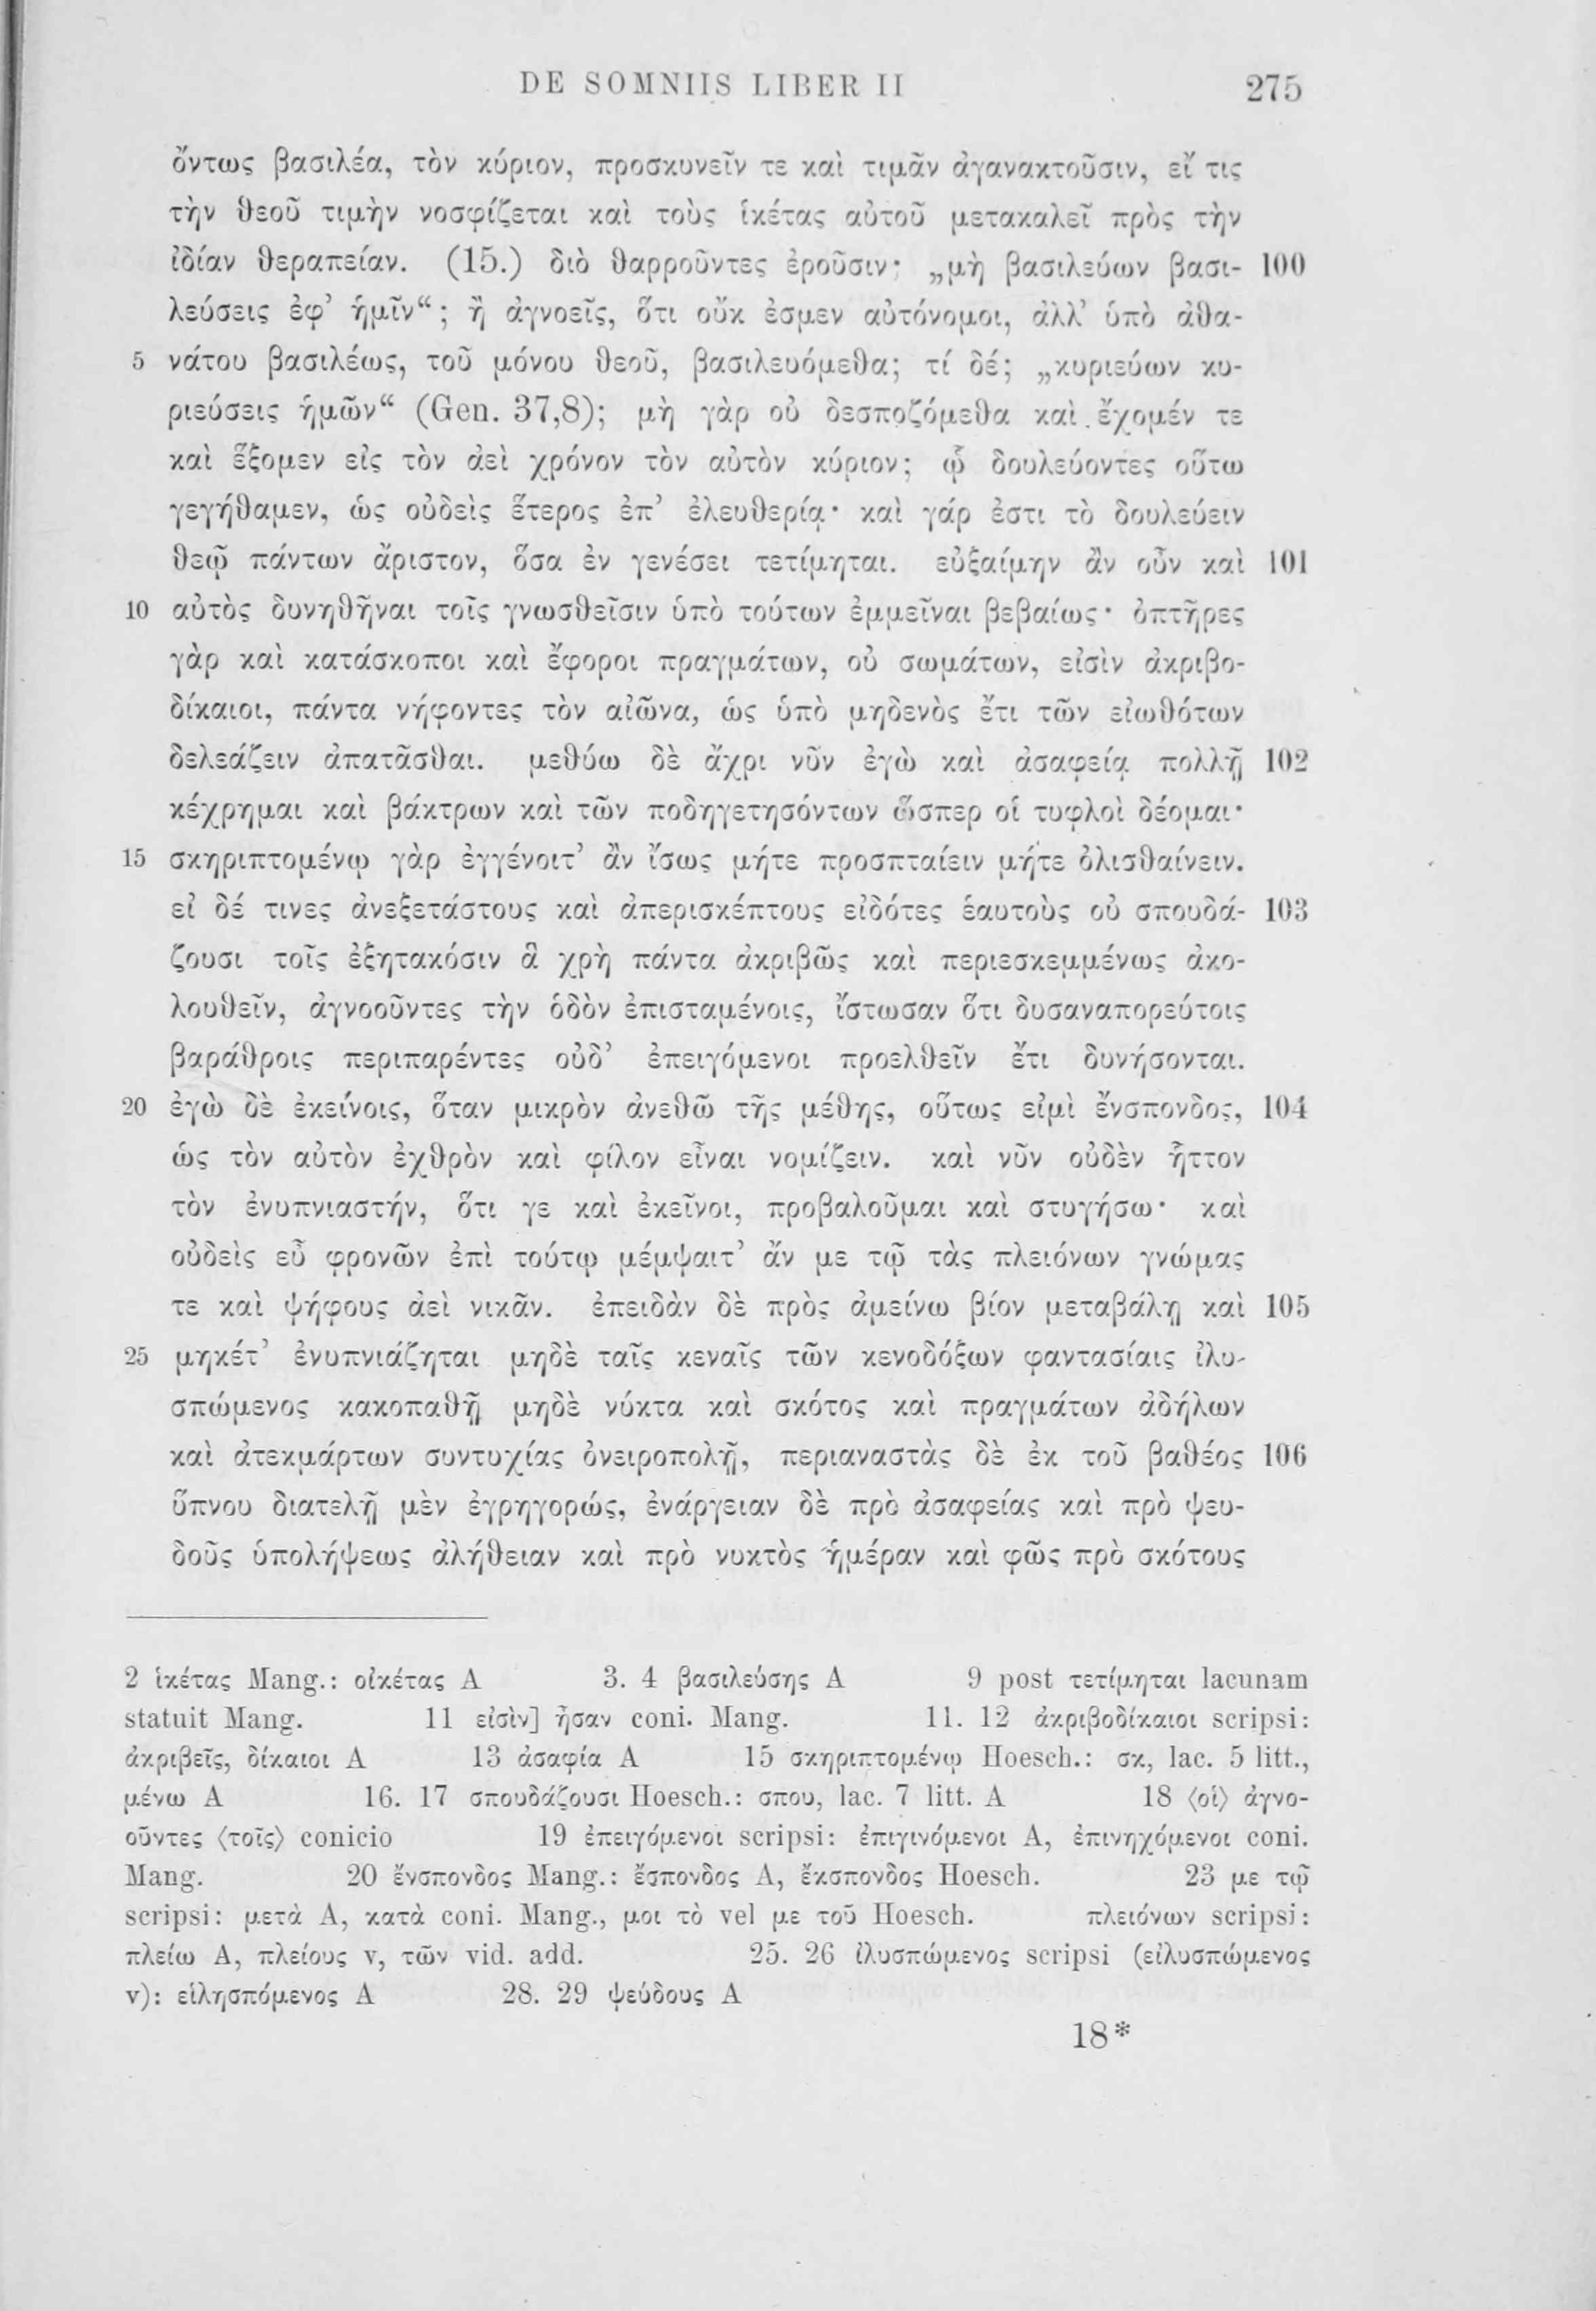 DE SOMNIIS LIBER II 275
ὄντως βασιλέα, τὸν κύριον, προσκυνεῖν τε καὶ τιμᾶν ἀγανακτοῦσιν, εἴ τις
τὴν θεοῦ τιμὴν νοσφίζεται καὶ τοὺς ἱκέτας αὐτοῦ μετακαλεῖ πρὸς τὴν
ἰδίαν θεραπείαν. (15.) διὸ θαρροῦντες ἐροῦσιν· „μὴ βασιλεύων βασι- 100
λεύσεις ἐφ’ ἡμῖν“; ἢ ἀγνοεῖς, ὅτι οὔκ ἐσμεν αὐτόνομοι, ἀλλ’ ὑπὸ ἀθα-
5 νάτου βασιλέως, τοῦ μόνου θεοῦ, βασιλευόμεθα; τί δέ; „κυριεύων κυ-
ριεύσεις ἡμῶν“ (Gen. 37,8); μὴ γὰρ οὐ δεσποζόμεθα καὶ ἔχομέν τε
καὶ ἕξομεν εἰς τὸν ἀεὶ χρόνον τὸν αὐτὸν κύριον; ᾧ δουλεύοντες οὕτω
γεγήθαμεν, ὡς οὐδεὶς ἕτερος ἐπ’ ἐλευθερίᾳ· καὶ γάρ ἐστι τὸ δουλεύειν
θεῷ πάντων ἄριστον, ὅσα ἐν γενέσει τετίμηται. εὐξαίμην ἂν οὖν καὶ 101
10 αὐτὸς δυνηθῆναι τοῖς γνωσθεῖσιν ὑπὸ τούτων ἐμμεῖναι βεβαίως· ὀπτῆρες
γὰρ καὶ κατάσκοποι καὶ ἔφοροι πραγμάτων, οὐ σωμάτων, εἰσὶν ἀκριβο-
δίκαιοι, πάντα νήφοντες τὸν αἰῶνα, ὡς ὑπὸ μηδενὸς ἔτι τῶν εἰωθότων
δελεάζειν ἀπατᾶσθαι. μεθύω δὲ ἄχρι νῦν ἐγὼ καὶ ἀσαφείᾳ πολλῇ 102
κέχρημαι καὶ βάκτρων καὶ τῶν ποδηγετησόντων ὥσπερ οἱ τυφλοὶ δέομαι·
15 σκηριπτομένῳ γὰρ ἐγγένοιτ’ ἂν ἴσως μήτε προσπταίειν μήτε ὀλισθαίνειν.
εἰ δέ τινες ἀνεξετάστους καὶ ἀπερισκέπτους εἰδότες ἑαυτοὺς οὐ σπουδά- 103
ζουσι τοῖς ἐξητακόσιν ἃ χρὴ πάντα ἀκριβῶς καὶ περιεσκεμμένως ἀκο-
λουθεῖν, ἀγνοοῦντες τὴν ὁδὸν ἐπισταμένοις, ἴστωσαν ὅτι δυσαναπορεύτοις
βαράθροις περιπαρέντες οὐδ’ ἐπειγόμενοι προελθεῖν ἔτι δυνήσονται.
20 ἐγὼ δὲ ἐκείνοις, ὅταν μικρὸν ἀνεθῶ τῆς μέθης, οὕτως εἰμὶ ἔνσπονδος, 104
ὡς τὸν αὐτὸν ἐχθρὸν καὶ φίλον εἶναι νομίζειν. καὶ νῦν οὐδὲν ἧττον
τὸν ἐνυπνιαστήν, ὅτι γε καὶ ἐκεῖνοι, προβαλοῦμαι καὶ στυγήσω· καὶ
οὐδεὶς εὖ φρονῶν ἐπὶ τούτῳ μέμψαιτ’ ἄν με τῷ τὰς πλειόνων γνώμας
τε καὶ ψήφους ἀεὶ νικᾶν. ἐπειδὰν δὲ πρὸς ἀμείνω βίον μεταβάλῃ καὶ 105
25 μηκέτ’ ἐνυπνιάζηται μηδὲ ταῖς κεναῖς τῶν κενοδόξων φαντασίαις ἰλυ-
σπώμενος κακοπαθῇ μηδὲ νύκτα καὶ σκότος καὶ πραγμάτων ἀδήλων
καὶ ἀτεκμάρτων συντυχίας ὀνειροπολῇ, περιαναστὰς δὲ ἐκ τοῦ βαθέος 106
ὕπνου διατελῇ μὲν ἐγρηγορώς, ἐνάργειαν δὲ πρὸ ἀσαφείας καὶ πρὸ ψευ-
δοῦς ὑπολήψεως ἀλήθειαν καὶ πρὸ νυκτὸς ἡμέραν καὶ φῶς πρὸ σκότους
2 ἱκέτας Mang.: οἰκέτας A 3. 4 βασιλεύσης A 9 post τετίμηται lacunam
statuit Mang. 11 εἰσὶν] ἦσαν coni. Mang. 11. 12 ἀκριβοδίκαιοι scripsi:
ἀκριβεῖς, δίκαιοι A 13 ἀσαφία A 15 σκηριπτομένῳ Hoesch.: σκ, lac. 5 litt.,
μένω A 16. 17 σπουδάζουσι Hoesch.: σπου, lac. 7 litt. A 18 ⟨οἱ⟩ ἀγνο-
οῦντες ⟨τοῖς⟩ conicio 19 ἐπειγόμενοι scripsi: ἐπιγινόμενοι A, ἐπινηχόμενοι coni.
Mang. 20 ἔνσπονδος Mang.: ἔσπονδος A, ἔκσπονδος Hoesch. 23 με τῷ
scripsi: μετὰ A, κατὰ coni. Mang., μοι τὸ vel με τοῦ Hoesch. πλειόνων scripsi:
πλείω A, πλείους v, τῶν vid. add. 25. 26 ἰλυσπώμενος scripsi (εἰλυσπώμενος
v): εἰλησπόμενος A 28. 29 ψεύδους A
18*